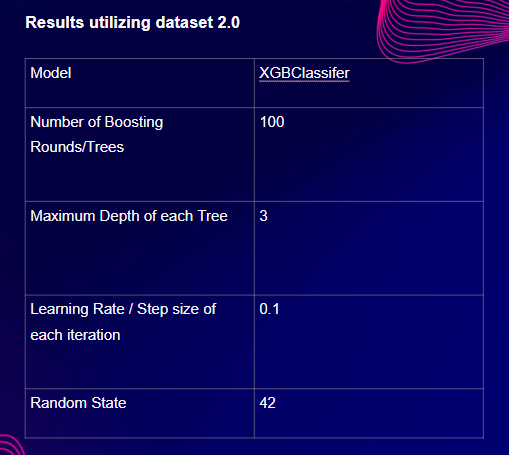 Results utilizing dataset 2.0
Model
XGBClassifer
Number of Boosting
Rounds/Trees
100
Maximum Depth of each Tree
3
Learning Rate / Step size of
each iteration
0.1
Random State
42